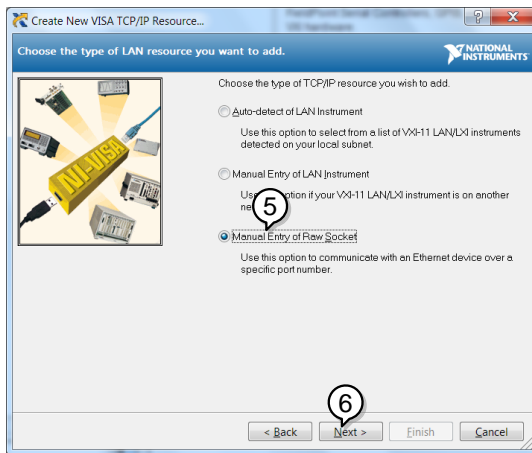 Create New VISA TCP/IP Resource...
?
X
Choose the type of LAN resource you want to add.
NATIONAL
INSTRUMENTS
NI-VISA
Choose the type of TCP/IP resource you wish to add.
Auto-detect of LAN Instrument
Use this option to select from a list of VXI-11 LAN/LXI instruments
detected on your local subnet.
Manual Entry of LAN Instrument
option if your VXI-11 LAN/LXI instrument is on another
5
Manual Entry of Raw Socket
Use this option to communicate with an Ethernet device over a
specific port number.
6
< Back
Next >
Finish
Cancel